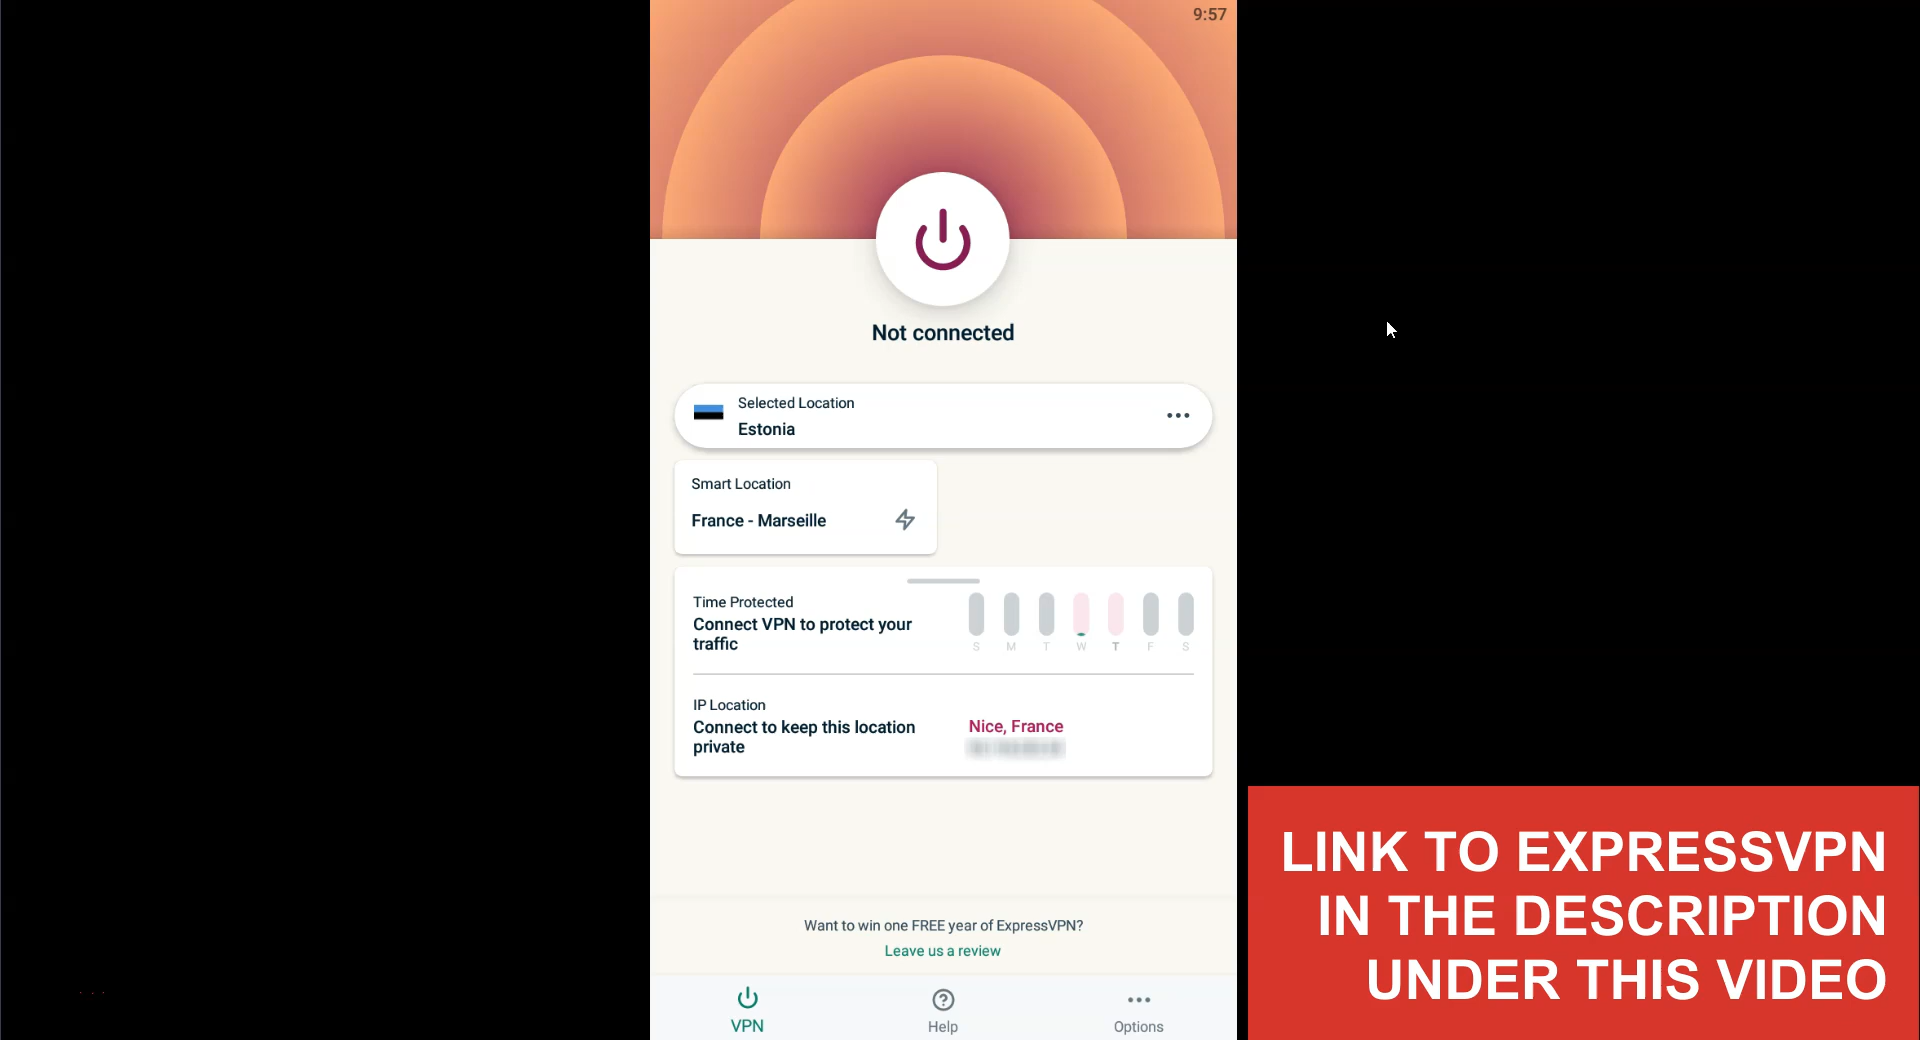 9:57
Not connected
Selected Location
Estonia
Smart Location
France - Marseille
Time Protected
Connect VPN to protect your
traffic
S M T W T F S
IP Location
Connect to keep this location
private
Nice, France
Want to win one FREE year of ExpressVPN?
Leave us a review
VPN
Help
Options
LINK TO EXPRESSVPN
IN THE DESCRIPTION
UNDER THIS VIDEO